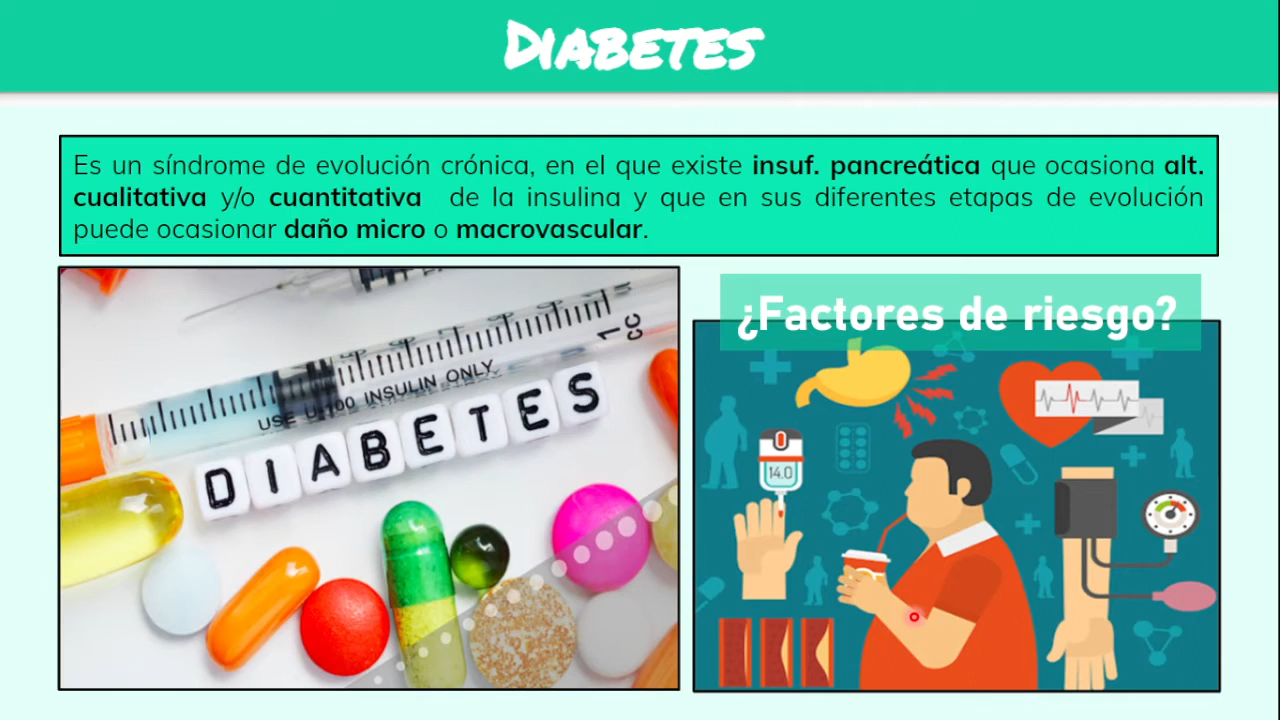 DIABETES
Es un síndrome de evolución crónica, en el que existe insuf. pancreática que ocasiona alt.
cualitativa y/o cuantitativa de la insulina y que en sus diferentes etapas de evolución
puede ocasionar daño micro o macrovascular.
¿Factores de riesgo?
1 cc
USE U-100 INSULIN ONLY
DIABETES
14.0